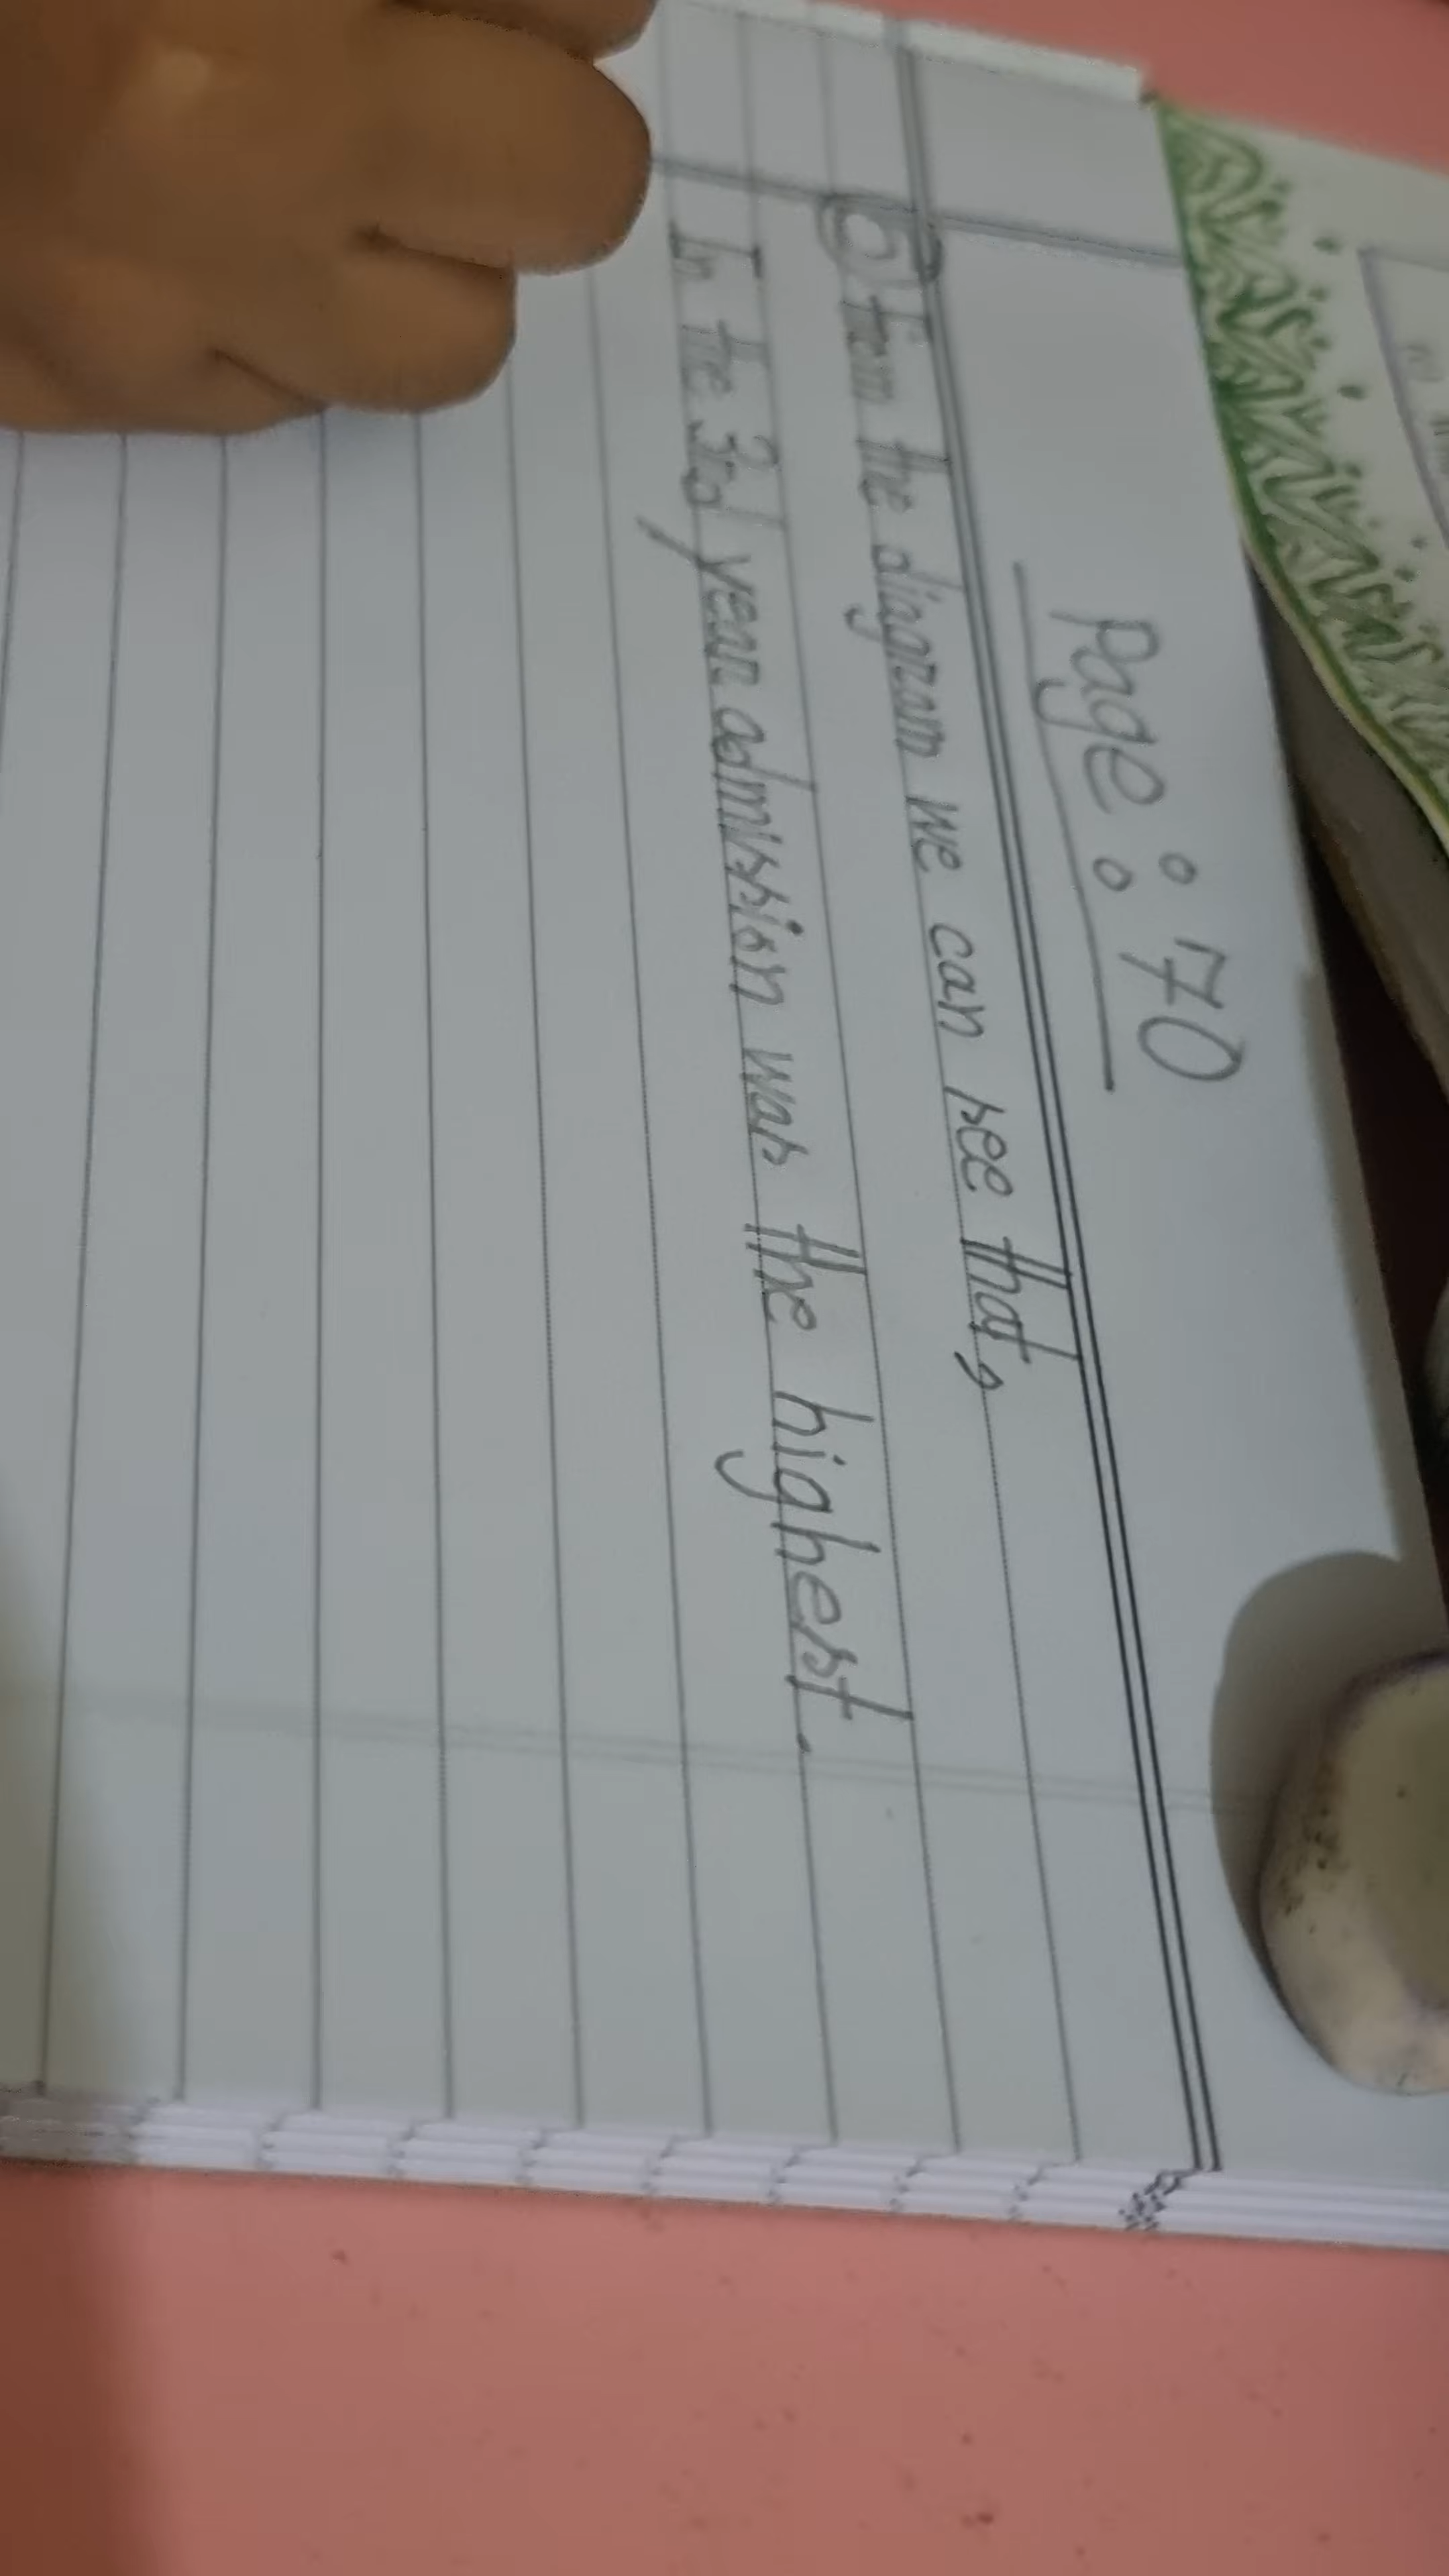 Page : 70
From the diagram we can see that,
In the 3rd year admission was the highest.